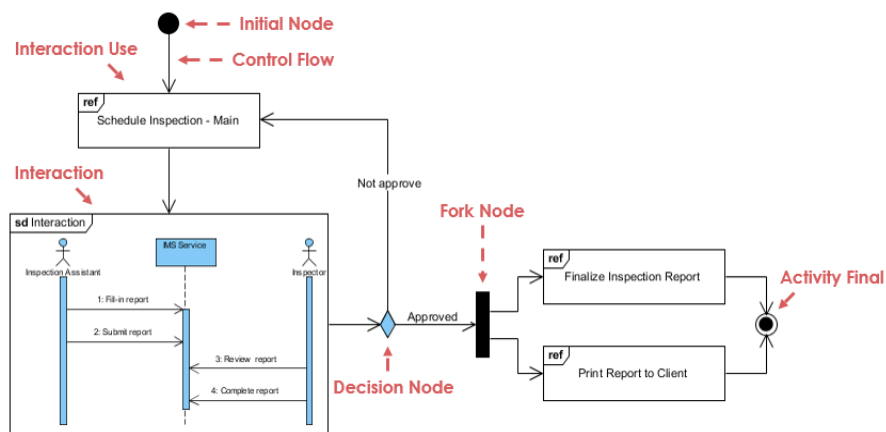 Initial Node
Interaction Use
Control Flow
ref
Schedule Inspection - Main
Interaction
Not approve
sd Interaction
Fork Node
IMS Service
Inspection Assistant
Inspector
ref
Finalize Inspection Report
Activity Final
1: Fill-in report
2: Submit report
Approved
3: Review report
4: Complete report
Decision Node
ref
Print Report to Client